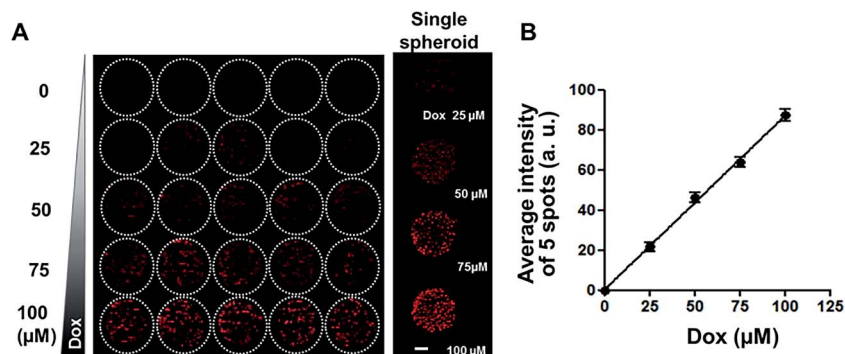 A
Single
spheroid
B
0
25
50
75
100
(µM)
Dox
Dox 25 µM
50 µM
75µM
100 µM
Average intensity
of 5 spots (a. u.)
100
80
60
40
20
0
0 25 50 75 100 125
Dox (µM)